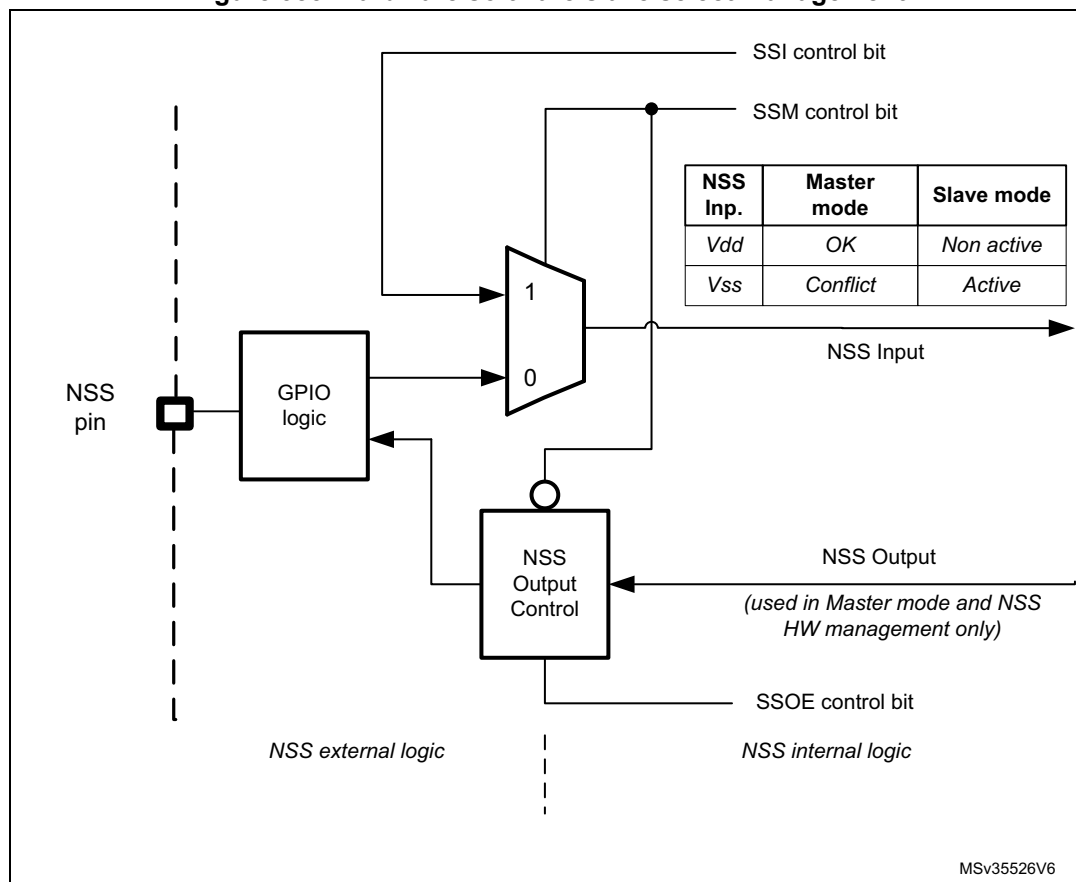 SSI control bit
SSM control bit
NSS Inp. Master mode Slave mode
Vdd OK Non active
Vss Conflict Active
1
0
NSS Input
NSS
pin
GPIO
logic
NSS
Output
Control
NSS Output
(used in Master mode and NSS
HW management only)
SSOE control bit
NSS external logic
NSS internal logic
MSv35526V6